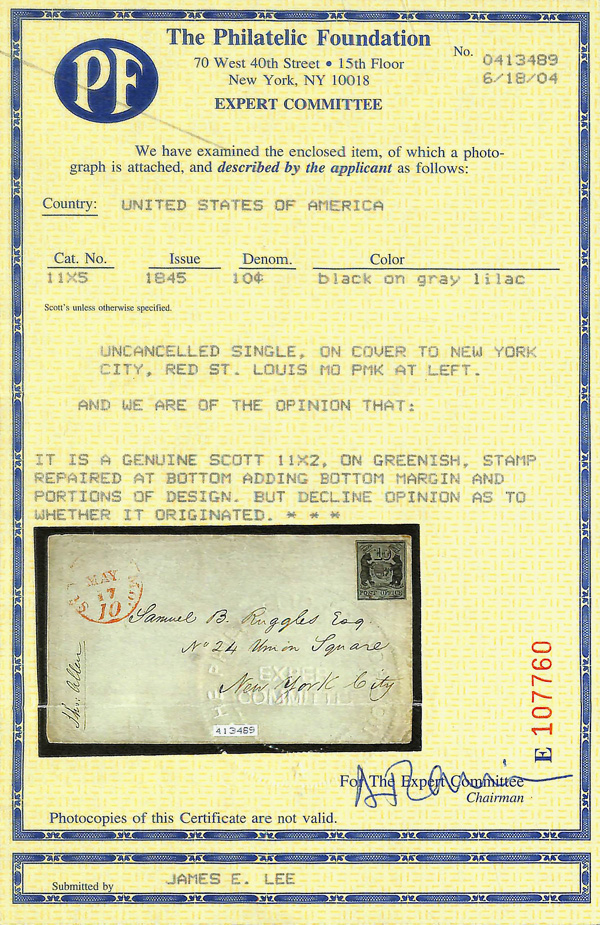 PF
The Philatelic Foundation
70 West 40th Street • 15th Floor
New York, NY 10018
EXPERT COMMITTEE
No. 0413489
6/18/04
We have examined the enclosed item, of which a photo-
graph is attached, and described by the applicant as follows:
Country: UNITED STATES OF AMERICA
Cat. No. Issue Denom. Color
11X5 1845 10¢ black on gray lilac
Scott's unless otherwise specified.
UNCANCELLED SINGLE, ON COVER TO NEW YORK
CITY, RED ST. LOUIS MO PMK AT LEFT.
AND WE ARE OF THE OPINION THAT:
IT IS A GENUINE SCOTT 11X2, ON GREENISH, STAMP
REPAIRED AT BOTTOM ADDING BOTTOM MARGIN AND
PORTIONS OF DESIGN. BUT DECLINE OPINION AS TO
WHETHER IT ORIGINATED. * * *
MAY
17
10
MO.
10
POST OFFICE
Samuel B. Ruggles Esq.
No 24 Union Square
New York City
Allen
EXPERT
COMMITTEE
413489
E 107760
For The Expert Committee
Chairman
Photocopies of this Certificate are not valid.
Submitted by JAMES E. LEE